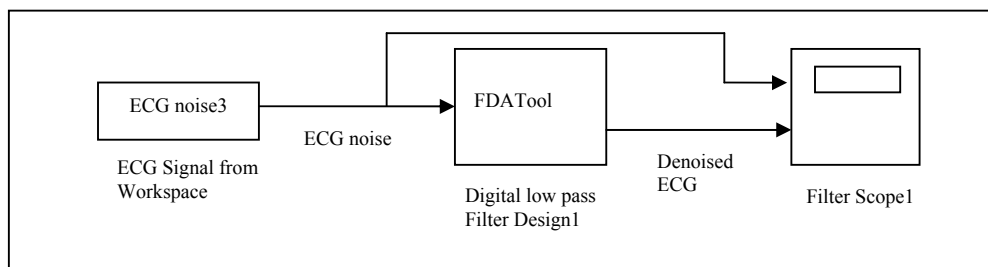 ECG noise3
ECG Signal from
Workspace
ECG noise
FDATool
Digital low pass
Filter Design1
Denoised
ECG
Filter Scope1